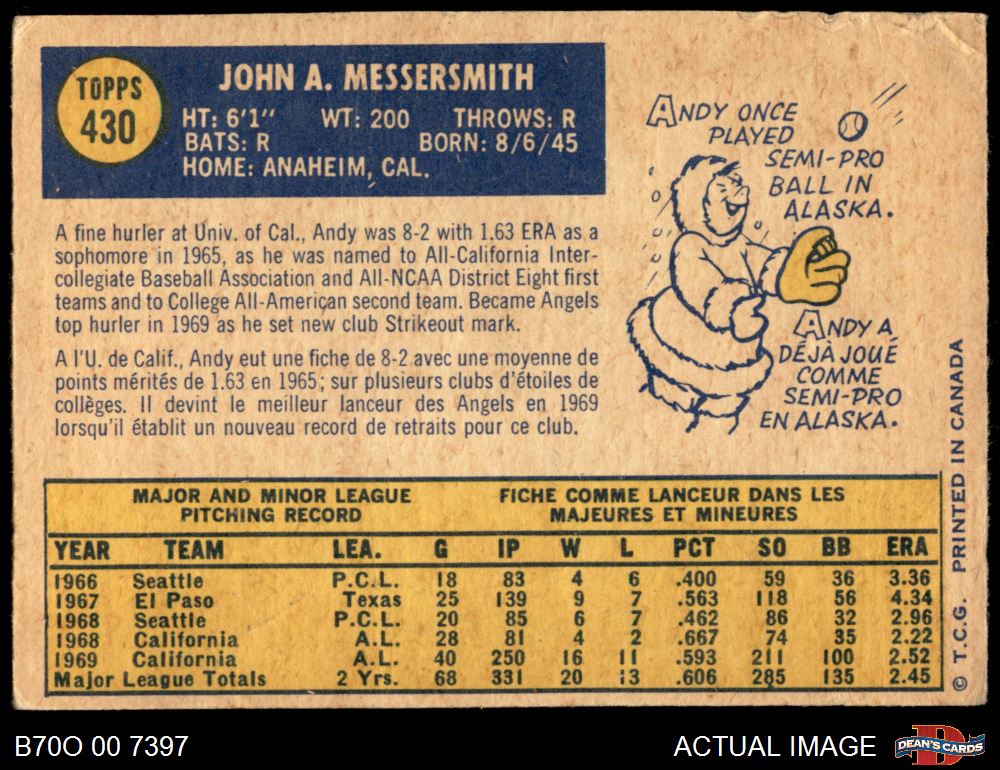 TOPPS
430
JOHN A. MESSERSMITH
HT: 6'1" WT: 200 THROWS: R
BATS: R BORN: 8/6/45
HOME: ANAHEIM, CAL.
A fine hurler at Univ. of Cal., Andy was 8-2 with 1.63 ERA as a
sophomore in 1965, as he was named to All-California Inter-
collegiate Baseball Association and All-NCAA District Eight first
teams and to College All-American second team. Became Angels
top hurler in 1969 as he set new club Strikeout mark.
A l'U. de Calif., Andy eut une fiche de 8-2 avec une moyenne de
points mérités de 1.63 en 1965; sur plusieurs clubs d'étoiles de
collèges. Il devint le meilleur lanceur des Angels en 1969
lorsqu'il établit un nouveau record de retraits pour ce club.
ANDY ONCE
PLAYED
SEMI-PRO
BALL IN
ALASKA.
ANDY A
DÉJÀ JOUÉ
COMME
SEMI-PRO
EN ALASKA.
MAJOR AND MINOR LEAGUE
PITCHING RECORD
FICHE COMME LANCEUR DANS LES
MAJEURES ET MINEURES
YEAR TEAM LEA. G IP W L PCT SO BB ERA
1966 Seattle P.C.L. 18 83 4 6 .400 59 36 3.36
1967 El Paso Texas 25 139 9 7 .563 118 56 4.34
1968 Seattle P.C.L. 20 85 6 7 .462 86 32 2.96
1968 California A.L. 28 81 4 2 .667 74 35 2.22
1969 California A.L. 40 250 16 11 .593 211 100 2.52
Major League Totals 2 Yrs. 68 331 20 13 .606 285 135 2.45
© T.C.G. PRINTED IN CANADA
B70O 00 7397
ACTUAL IMAGE
DEAN'S CARDS